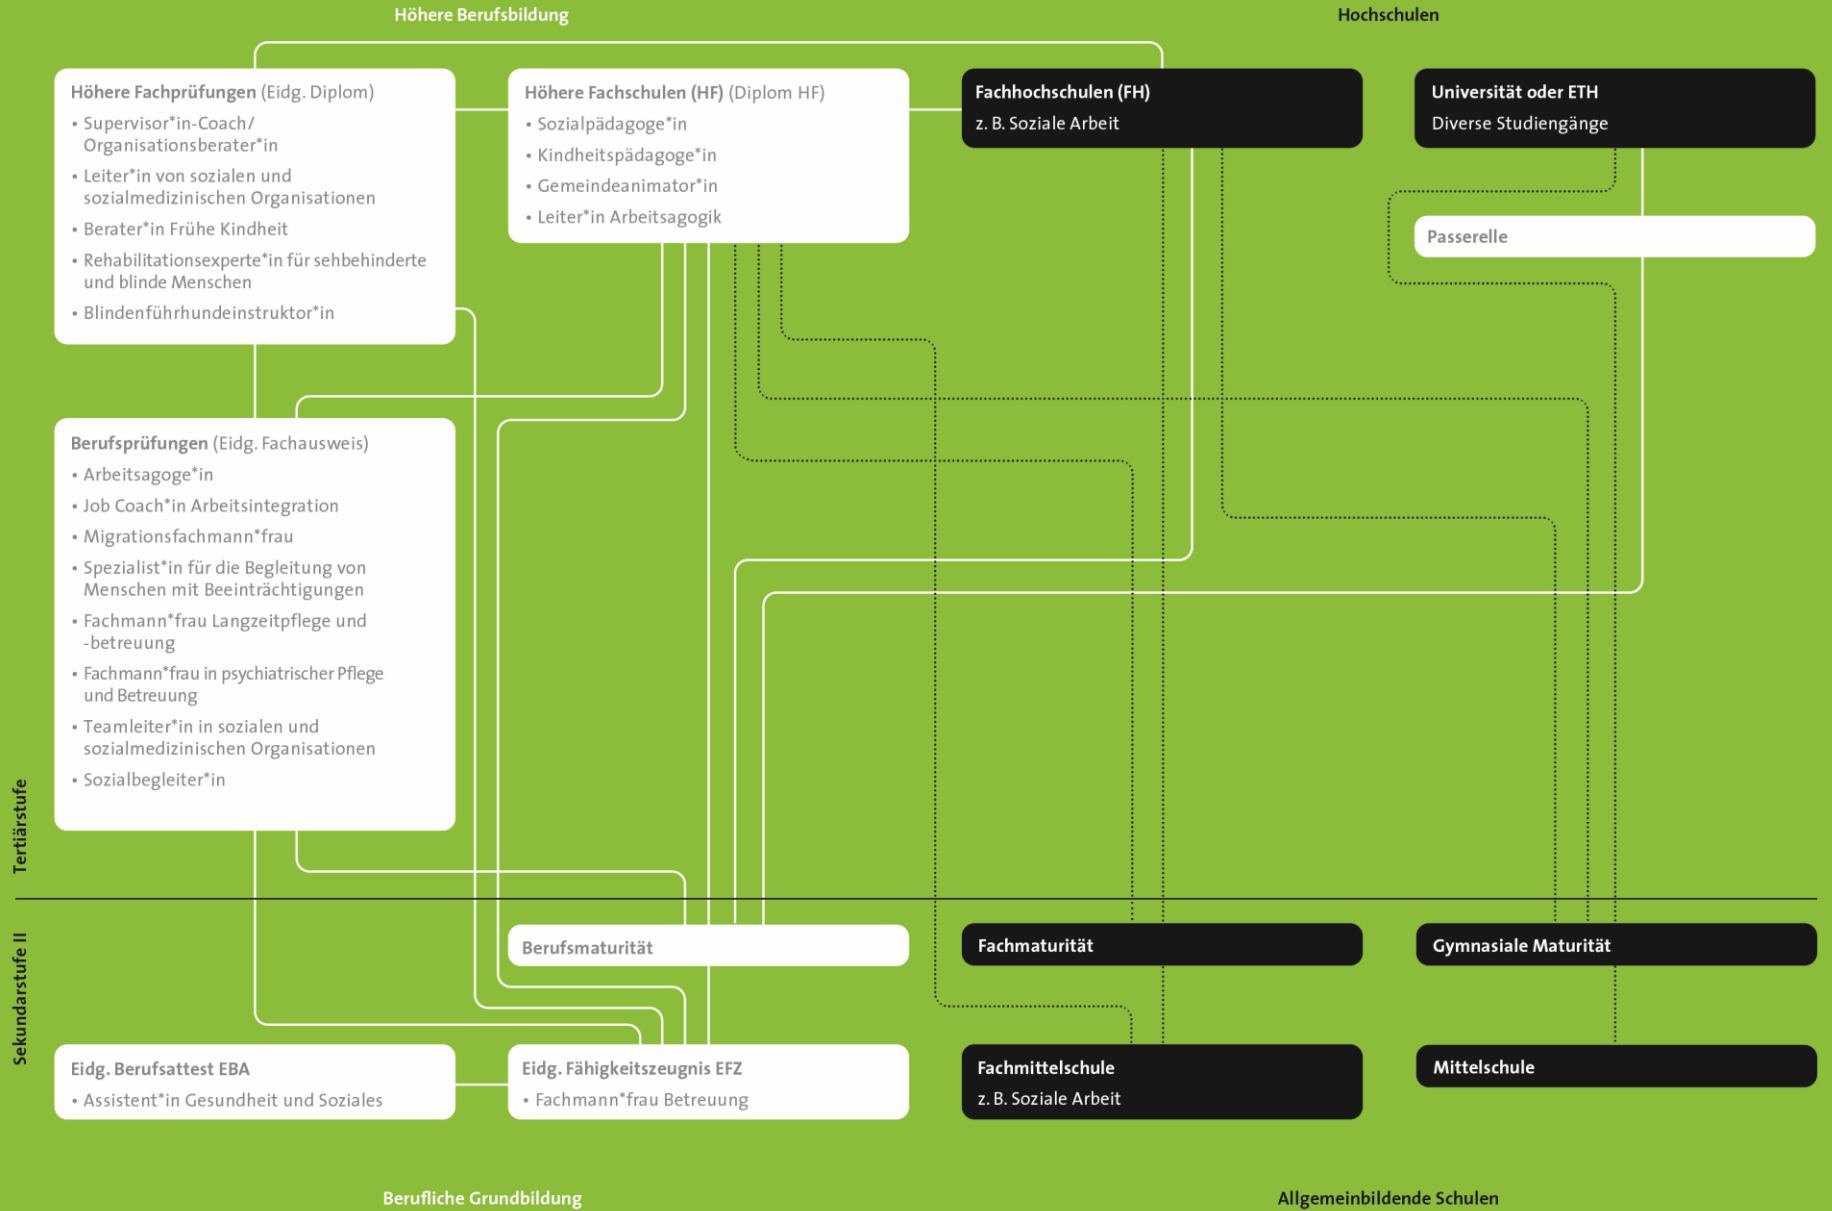 Höhere Berufsbildung
Hochschulen
Höhere Fachprüfungen (Eidg. Diplom)
• Supervisor*in-Coach/
Organisationsberater*in
• Leiter*in von sozialen und
sozialmedizinischen Organisationen
• Berater*in Frühe Kindheit
• Rehabilitationsexperte*in für sehbehinderte
und blinde Menschen
• Blindenführhundeinstruktor*in
Höhere Fachschulen (HF) (Diplom HF)
• Sozialpädagoge*in
• Kindheitspädagoge*in
• Gemeindeanimator*in
• Leiter*in Arbeitsagogik
Fachhochschulen (FH)
z. B. Soziale Arbeit
Universität oder ETH
Diverse Studiengänge
Passerelle
Berufsprüfungen (Eidg. Fachausweis)
• Arbeitsagoge*in
• Job Coach*in Arbeitsintegration
• Migrationsfachmann*frau
• Spezialist*in für die Begleitung von
Menschen mit Beeinträchtigungen
• Fachmann*frau Langzeitpflege und
-betreuung
• Fachmann*frau in psychiatrischer Pflege
und Betreuung
• Teamleiter*in in sozialen und
sozialmedizinischen Organisationen
• Sozialbegleiter*in
Tertiärstufe
Sekundarstufe II
Berufsmaturität
Fachmaturität
Gymnasiale Maturität
Eidg. Berufsattest EBA
• Assistent*in Gesundheit und Soziales
Eidg. Fähigkeitszeugnis EFZ
• Fachmann*frau Betreuung
Fachmittelschule
z. B. Soziale Arbeit
Mittelschule
Berufliche Grundbildung
Allgemeinbildende Schulen